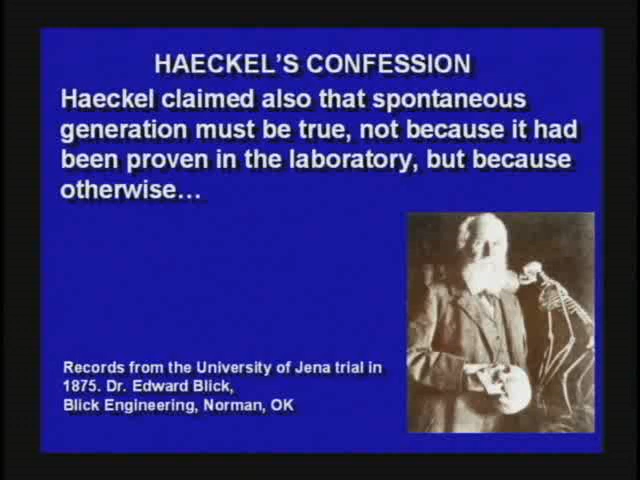 HAECKEL'S CONFESSION
Haeckel claimed also that spontaneous
generation must be true, not because it had
been proven in the laboratory, but because
otherwise…
Records from the University of Jena trial in
1875. Dr. Edward Blick,
Blick Engineering, Norman, OK